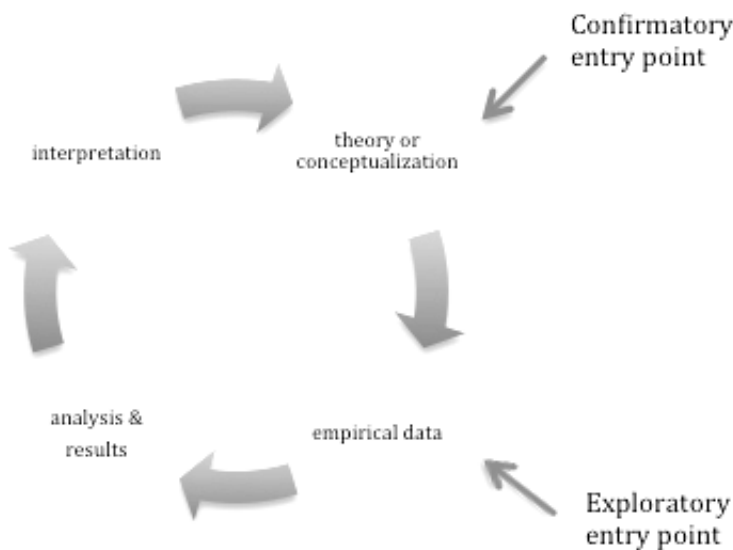 Confirmatory
entry point
interpretation
theory or
conceptualization
analysis &
results
empirical data
Exploratory
entry point